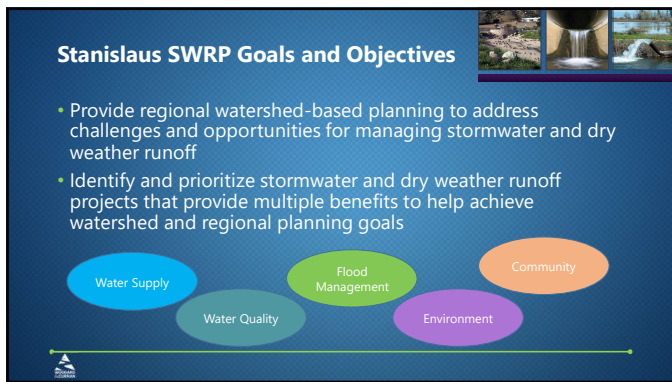 Stanislaus SWRP Goals and Objectives
• Provide regional watershed-based planning to address
challenges and opportunities for managing stormwater and dry
weather runoff
• Identify and prioritize stormwater and dry weather runoff
projects that provide multiple benefits to help achieve
watershed and regional planning goals
Water Supply
Water Quality
Flood
Management
Environment
Community
WOODARD
& CURRAN